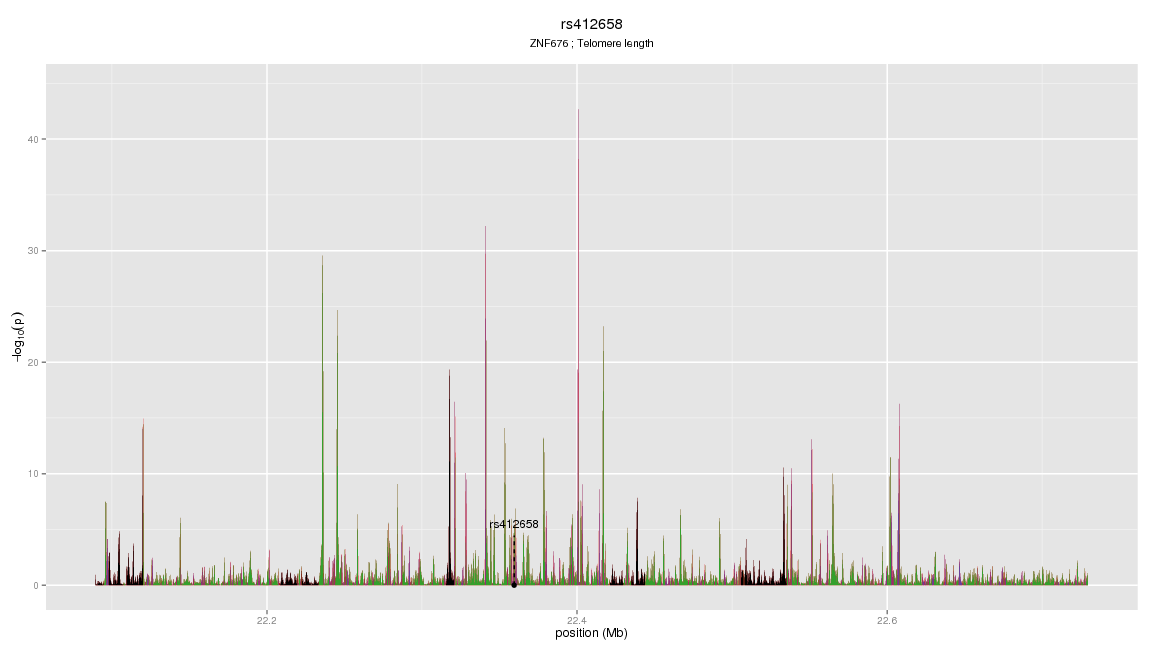 rs412658
ZNF676 ; Telomere length
−log10(p)
40
30
20
10
0
rs412658
22.2
22.4
22.6
position (Mb)